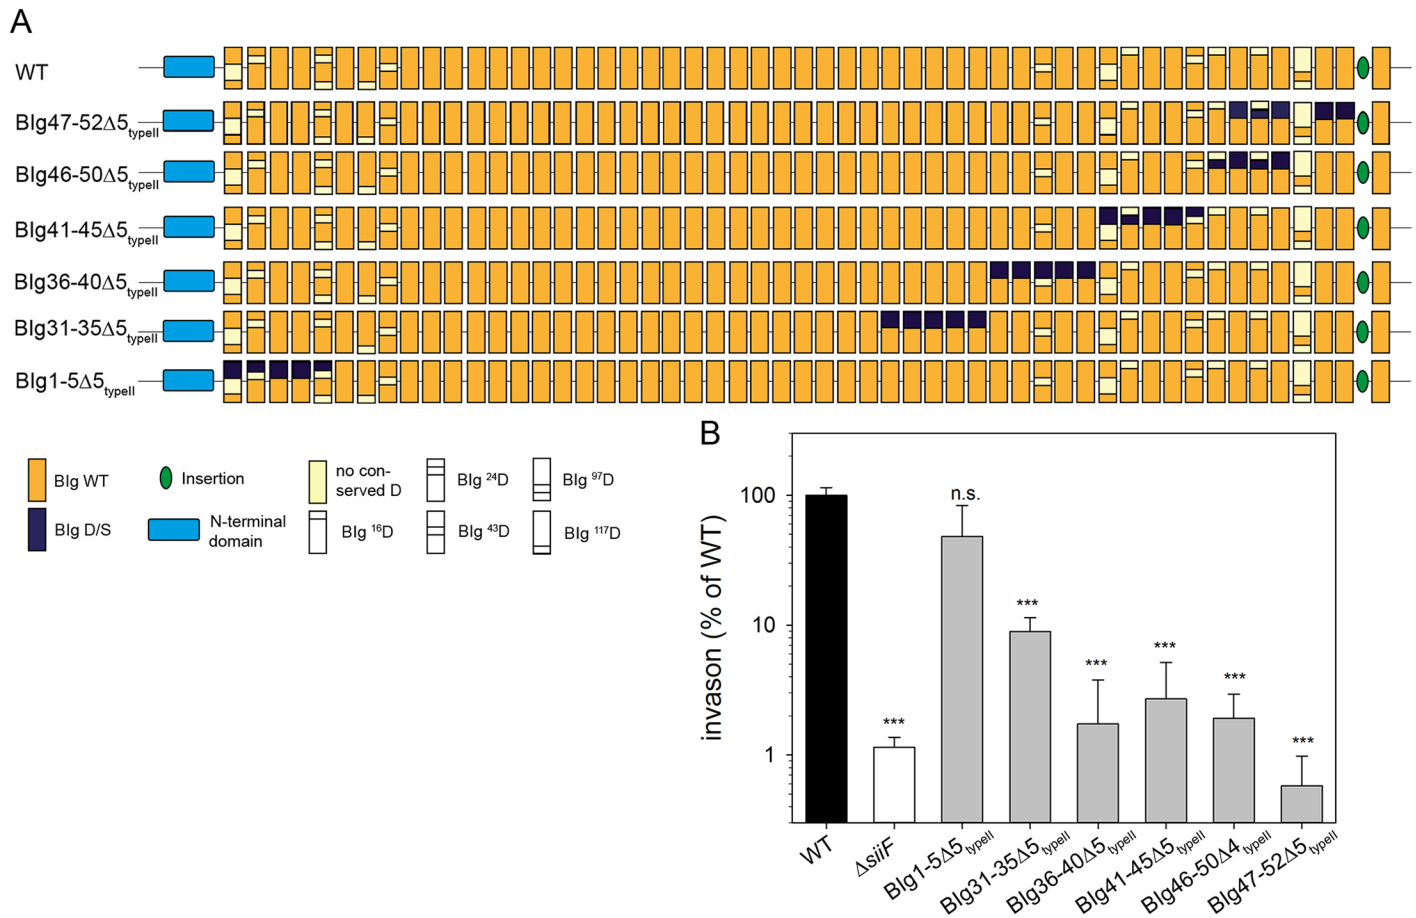 A
WT
BIg47-52Δ5typeII
BIg46-50Δ5typeII
BIg41-45Δ5typeII
BIg36-40Δ5typeII
BIg31-35Δ5typeII
BIg1-5Δ5typeII
BIg WT
BIg D/S
Insertion
N-terminal
domain
no con-
served D
BIg 16D
BIg 24D
BIg 43D
BIg 97D
BIg 117D
B
invason (% of WT)
100
10
1
***
n.s.
***
***
***
***
***
WT
ΔsiiF
BIg1-5Δ5typeII
BIg31-35Δ5typeII
BIg36-40Δ5typeII
BIg41-45Δ5typeII
BIg46-50Δ4typeII
BIg47-52Δ5typeII